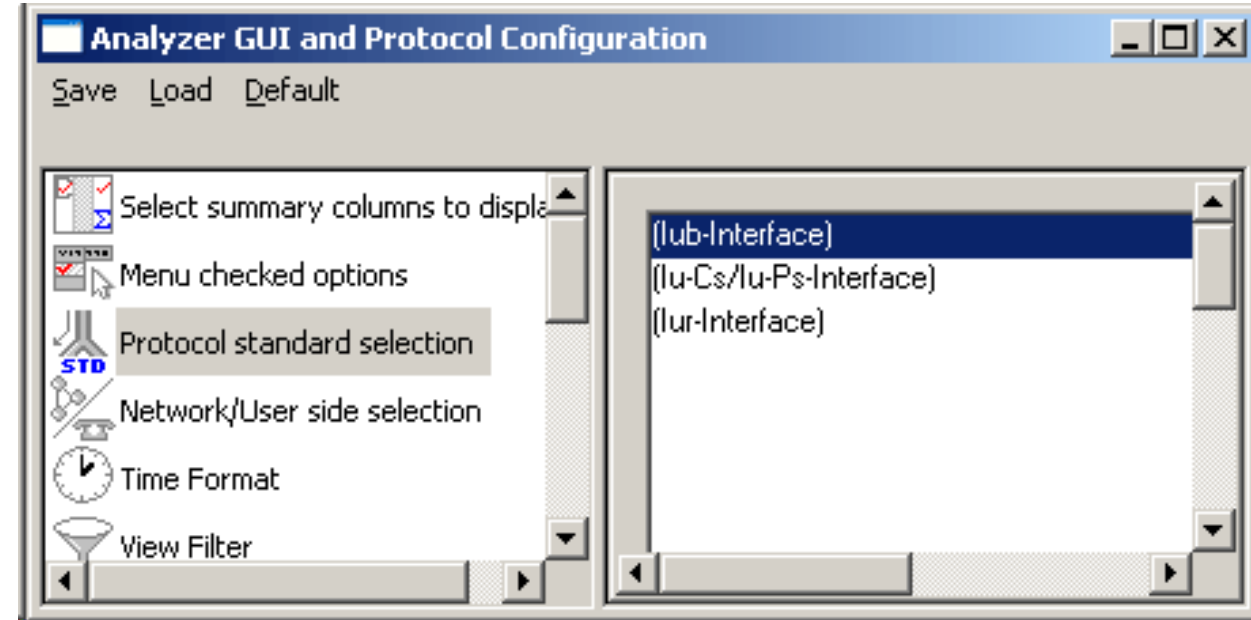 Analyzer GUI and Protocol Configuration
Save Load Default
Select summary columns to displa
Menu checked options
STD
Protocol standard selection
Network/User side selection
Time Format
View Filter
(Iub-Interface)
(Iu-Cs/Iu-Ps-Interface)
(Iur-Interface)